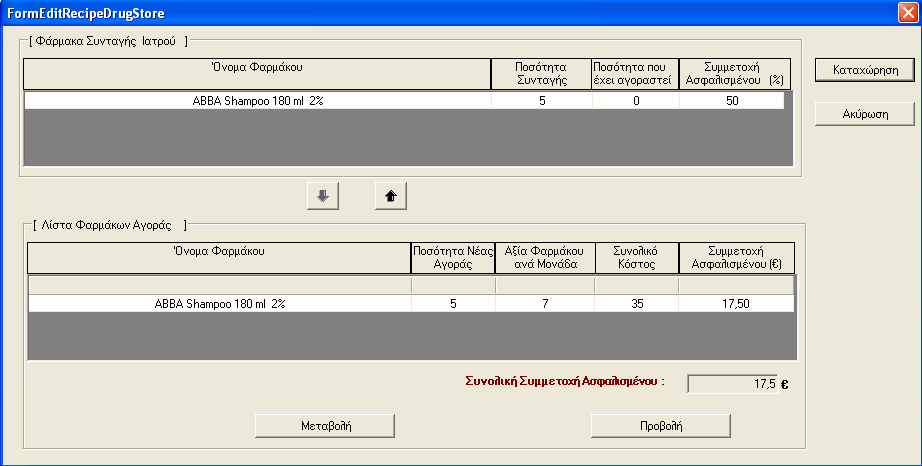 FormEditRecipeDrugStore
[ Φάρμακα Συνταγής Ιατρού ]
Όνομα Φαρμάκου
Ποσότητα Συνταγής
Ποσότητα που έχει αγοραστεί
Συμμετοχή Ασφαλισμένου (%)
ABBA Shampoo 180 ml 2% 5 0 50
Καταχώρηση
Ακύρωση
[ Λίστα Φαρμάκων Αγοράς ]
Όνομα Φαρμάκου
Ποσότητα Νέας Αγοράς
Αξία Φαρμάκου ανά Μονάδα
Συνολικό Κόστος
Συμμετοχή Ασφαλισμένου (€)
ABBA Shampoo 180 ml 2% 5 7 35 17,50
Συνολική Συμμετοχή Ασφαλισμένου : 17,5 €
Μεταβολή Προβολή